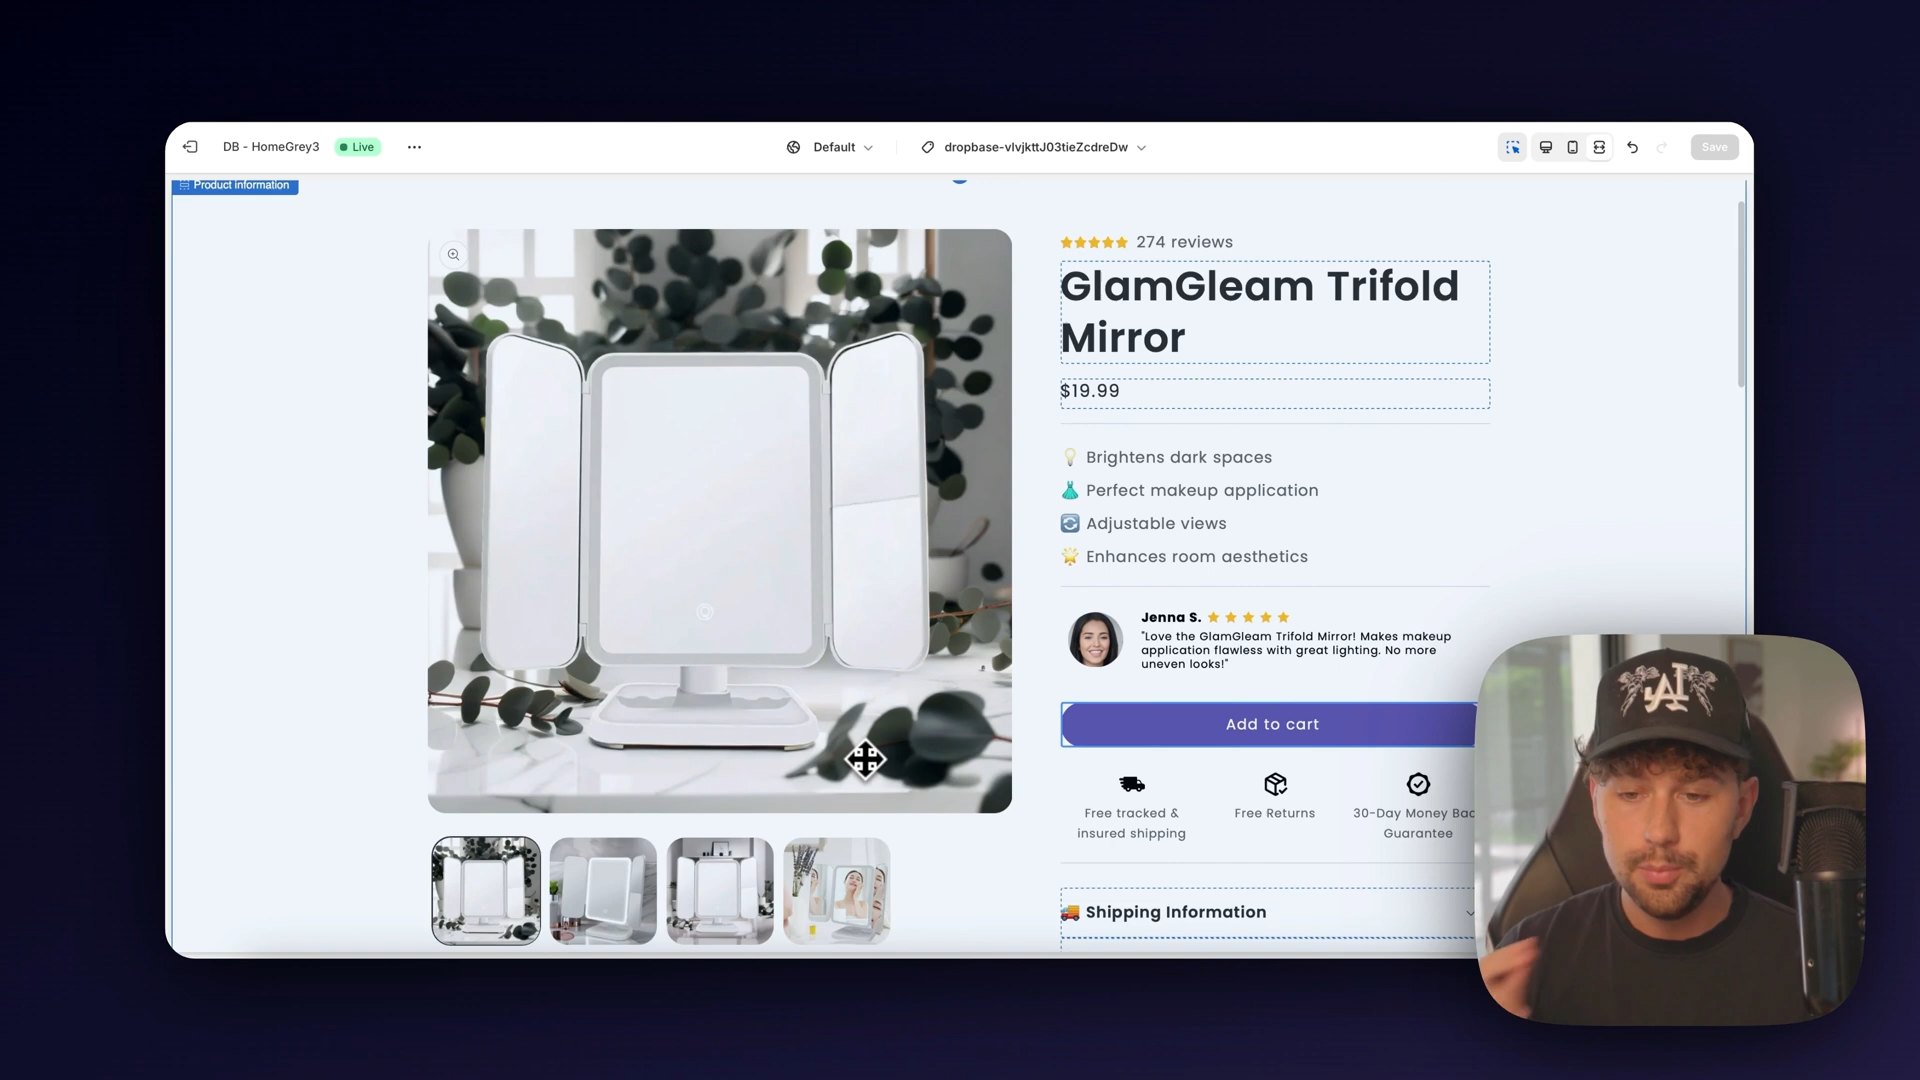 DB - HomeGrey3
Live
Default
dropbase-vlvjkttJ03tieZcdreDw
Save
Product information
274 reviews
GlamGleam Trifold
Mirror
$19.99
Brightens dark spaces
Perfect makeup application
Adjustable views
Enhances room aesthetics
Jenna S.
"Love the GlamGleam Trifold Mirror! Makes makeup
application flawless with great lighting. No more
uneven looks!"
Add to cart
Free tracked &
insured shipping
Free Returns
30-Day Money Bac
Guarantee
Shipping Information